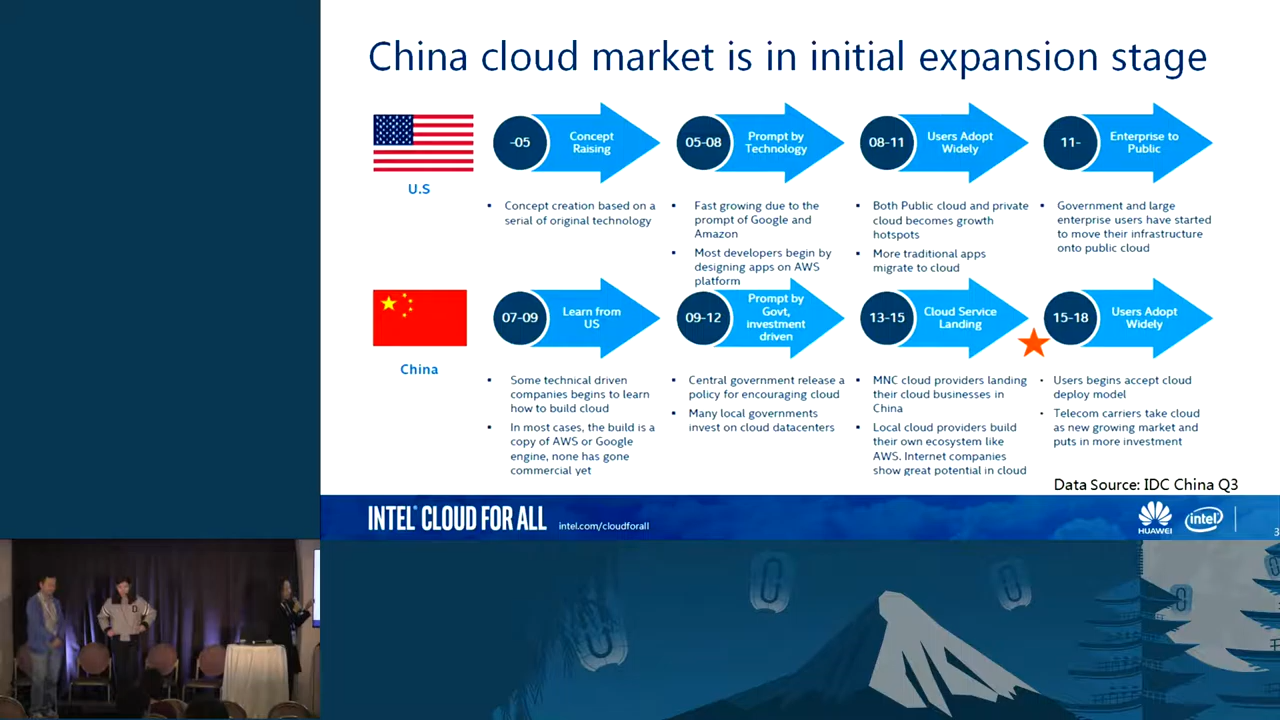 China cloud market is in initial expansion stage
U.S
-05
Concept
Raising
05-08
Prompt by
Technology
08-11
Users Adopt
Widely
11-
Enterprise to
Public
Concept creation based on a
serial of original technology
Fast growing due to the
prompt of Google and
Amazon
Most developers begin by
designing apps on AWS
platform
Both Public cloud and private
cloud becomes growth
hotspots
More traditional apps
migrate to cloud
Government and large
enterprise users have started
to move their infrastructure
onto public cloud
China
07-09
Learn from
US
09-12
Prompt by
Govt,
investment
driven
13-15
Cloud Service
Landing
15-18
Users Adopt
Widely
Some technical driven
companies begins to learn
how to build cloud
In most cases, the build is a
copy of AWS or Google
engine, none has gone
commercial yet
Central government release a
policy for encouraging cloud
Many local governments
invest on cloud datacenters
MNC cloud providers landing
their cloud businesses in
China
Local cloud providers build
their own ecosystem like
AWS. Internet companies
show great potential in cloud
Users begins accept cloud
deploy model
Telecom carriers take cloud
as new growing market and
puts in more investment
Data Source: IDC China Q3
INTEL® CLOUD FOR ALL
intel.com/cloudforall
HUAWEI
intel
3